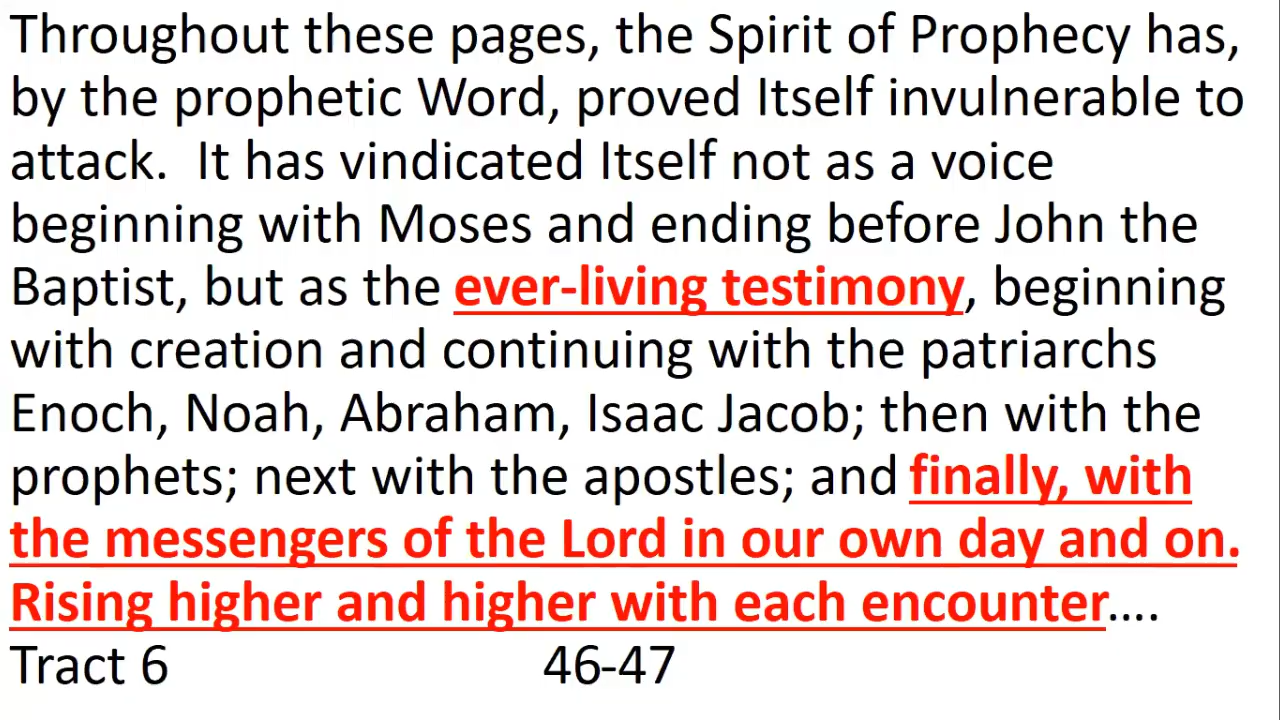 Throughout these pages, the Spirit of Prophecy has,
by the prophetic Word, proved Itself invulnerable to
attack.  It has vindicated Itself not as a voice
beginning with Moses and ending before John the
Baptist, but as the ever-living testimony, beginning
with creation and continuing with the patriarchs
Enoch, Noah, Abraham, Isaac Jacob; then with the
prophets; next with the apostles; and finally, with
the messengers of the Lord in our own day and on.
Rising higher and higher with each encounter....
Tract 6 46-47